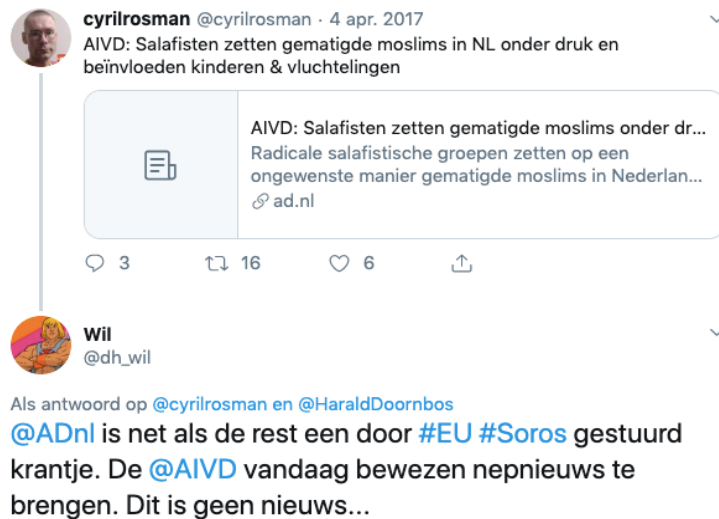 cyrilrosman @cyrilrosman · 4 apr. 2017
AIVD: Salafisten zetten gematigde moslims in NL onder druk en
beïnvloeden kinderen & vluchtelingen
AIVD: Salafisten zetten gematigde moslims onder dr...
Radicale salafistische groepen zetten op een
ongewenste manier gematigde moslims in Nederlan...
ad.nl
3 16 6
Wil
@dh_wil
Als antwoord op @cyrilrosman en @HaraldDoornbos
@ADnl is net als de rest een door #EU #Soros gestuurd
krantje. De @AIVD vandaag bewezen nepnieuws te
brengen. Dit is geen nieuws...